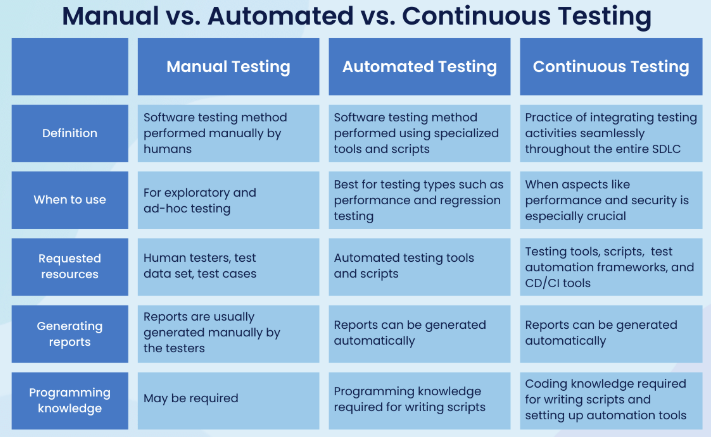 Manual vs. Automated vs. Continuous Testing
Manual Testing
Automated Testing
Continuous Testing
Definition
Software testing method
performed manually by
humans
Software testing method
performed using specialized
tools and scripts
Practice of integrating testing
activities seamlessly
throughout the entire SDLC
When to use
For exploratory and
ad-hoc testing
Best for testing types such as
performance and regression
testing
When aspects like
performance and security is
especially crucial
Requested
resources
Human testers, test
data set, test cases
Automated testing tools
and scripts
Testing tools, scripts, test
automation frameworks, and
CD/CI tools
Generating
reports
Reports are usually
generated manually by
the testers
Reports can be generated
automatically
Reports can be generated
automatically
Programming
knowledge
May be required
Programming knowledge
required for writing scripts
Coding knowledge required
for writing scripts and
setting up automation tools